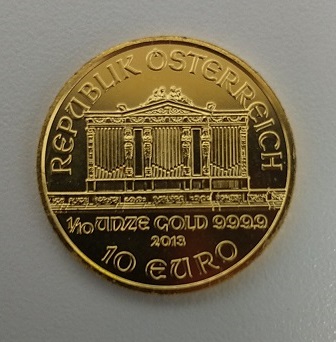 REPUBLIK ÖSTERREICH
1/10 UNZE GOLD 999.9
2013
10 EURO